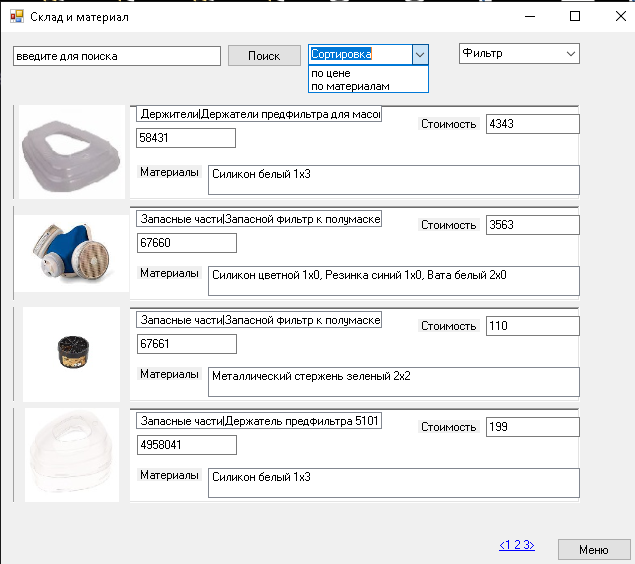 Склад и материал
введите для поиска
Поиск
Сортировка
Фильтр
по цене
по материалам
Держители|Держатели предфильтра для масо
Стоимость
4343
58431
Материалы
Силикон белый 1x3
Запасные части|Запасной фильтр к полумаске
Стоимость
3563
67660
Материалы
Силикон цветной 1x0, Резинка синий 1x0, Вата белый 2x0
Запасные части|Запасной фильтр к полумаске
Стоимость
110
67661
Материалы
Металлический стержень зеленый 2x2
Запасные части|Держатель предфильтра 5101
Стоимость
199
4958041
Материалы
Силикон белый 1x3
<1 2 3>
Меню